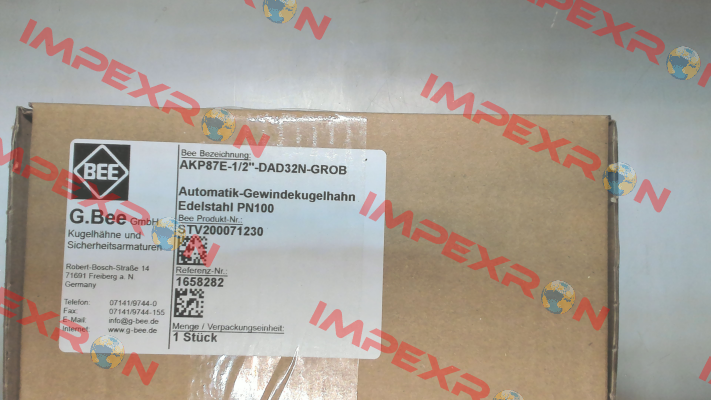 BEE
G.Bee GmbH
Kugelhähne und
Sicherheitsarmaturen
Robert-Bosch-Straße 14
71691 Freiberg a. N.
Germany
Telefon: 07141/9744-0
Fax: 07141/9744-155
E-Mail: info@g-bee.de
Internet: www.g-bee.de
Bee Bezeichnung:
AKP87E-1/2"-DAD32N-GROB
Automatik-Gewindekugelhahn
Edelstahl PN100
Bee Produkt-Nr.:
STV200071230
Referenz-Nr.:
1658282
Menge / Verpackungseinheit:
1 Stück
IMPEXRON
IMPEXRON
IMPEXRON
IMPEXRON
IMPEXRON
IMPEXRON